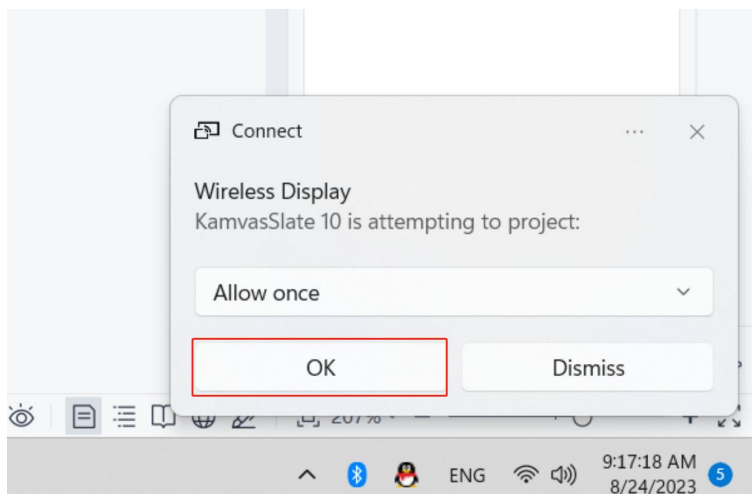 Connect
Wireless Display
KamvasSlate 10 is attempting to project:
Allow once
OK Dismiss
207%
ENG
9:17:18 AM
8/24/2023
5